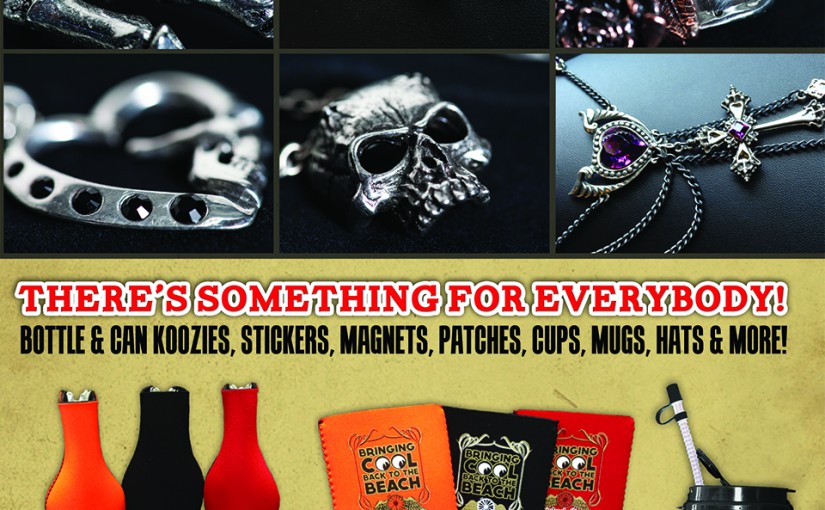 THERE'S SOMETHING FOR EVERYBODY!
BOTTLE & CAN KOOZIES, STICKERS, MAGNETS, PATCHES, CUPS, MUGS, HATS & MORE!
BRINGING
COOL
BACK TO THE
BEACH
BRINGING
COOL
BACK TO THE
BEACH
BRINGING
COOL
BACK TO THE
BEACH